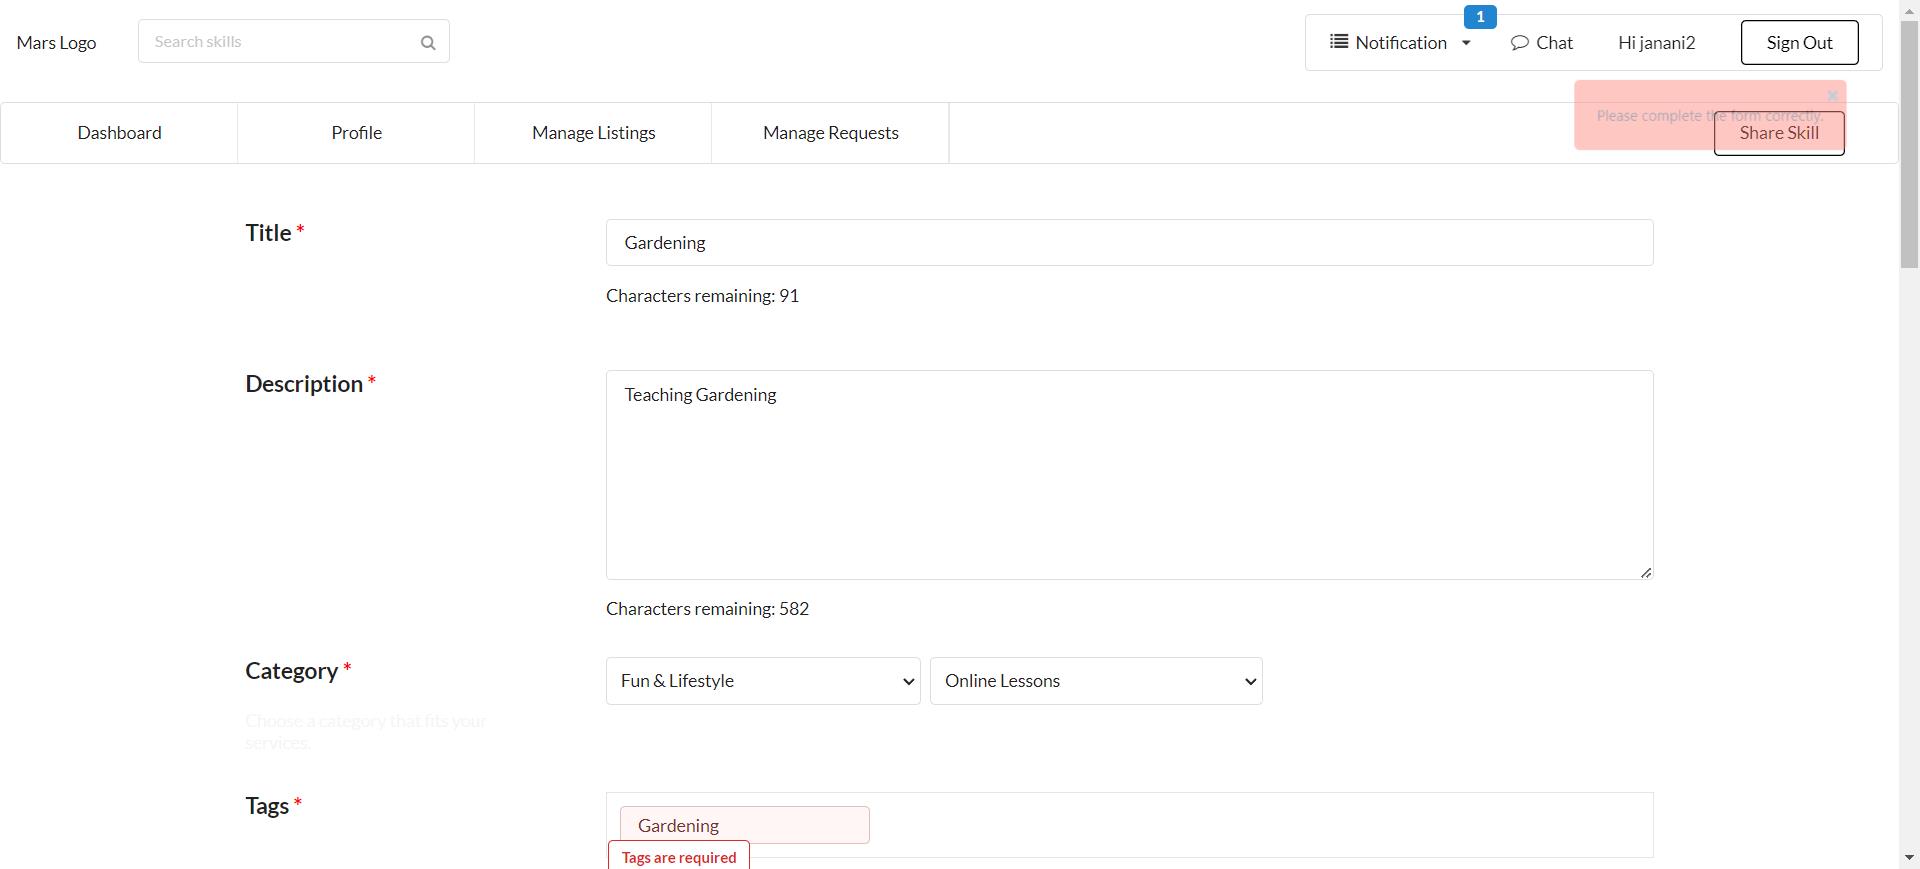 Mars Logo
Search skills
Notification
1
Chat
Hi janani2
Sign Out
Please complete the form correctly.
Dashboard
Profile
Manage Listings
Manage Requests
Share Skill
Title *
Gardening
Characters remaining: 91
Description *
Teaching Gardening
Characters remaining: 582
Category *
Fun & Lifestyle
Online Lessons
Choose a category that fits your
services.
Tags *
Gardening
Tags are required